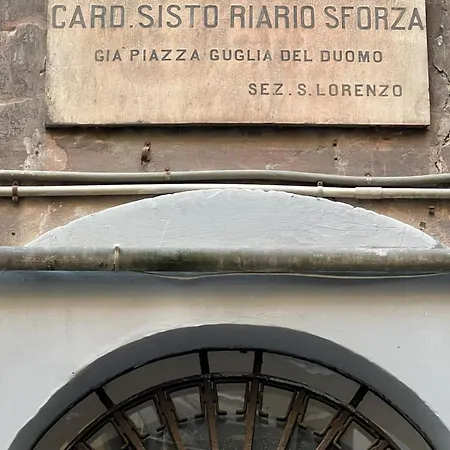 CARD. SISTO RIARIO SFORZA
GIÀ PIAZZA GUGLIA DEL DUOMO
SEZ. S. LORENZO